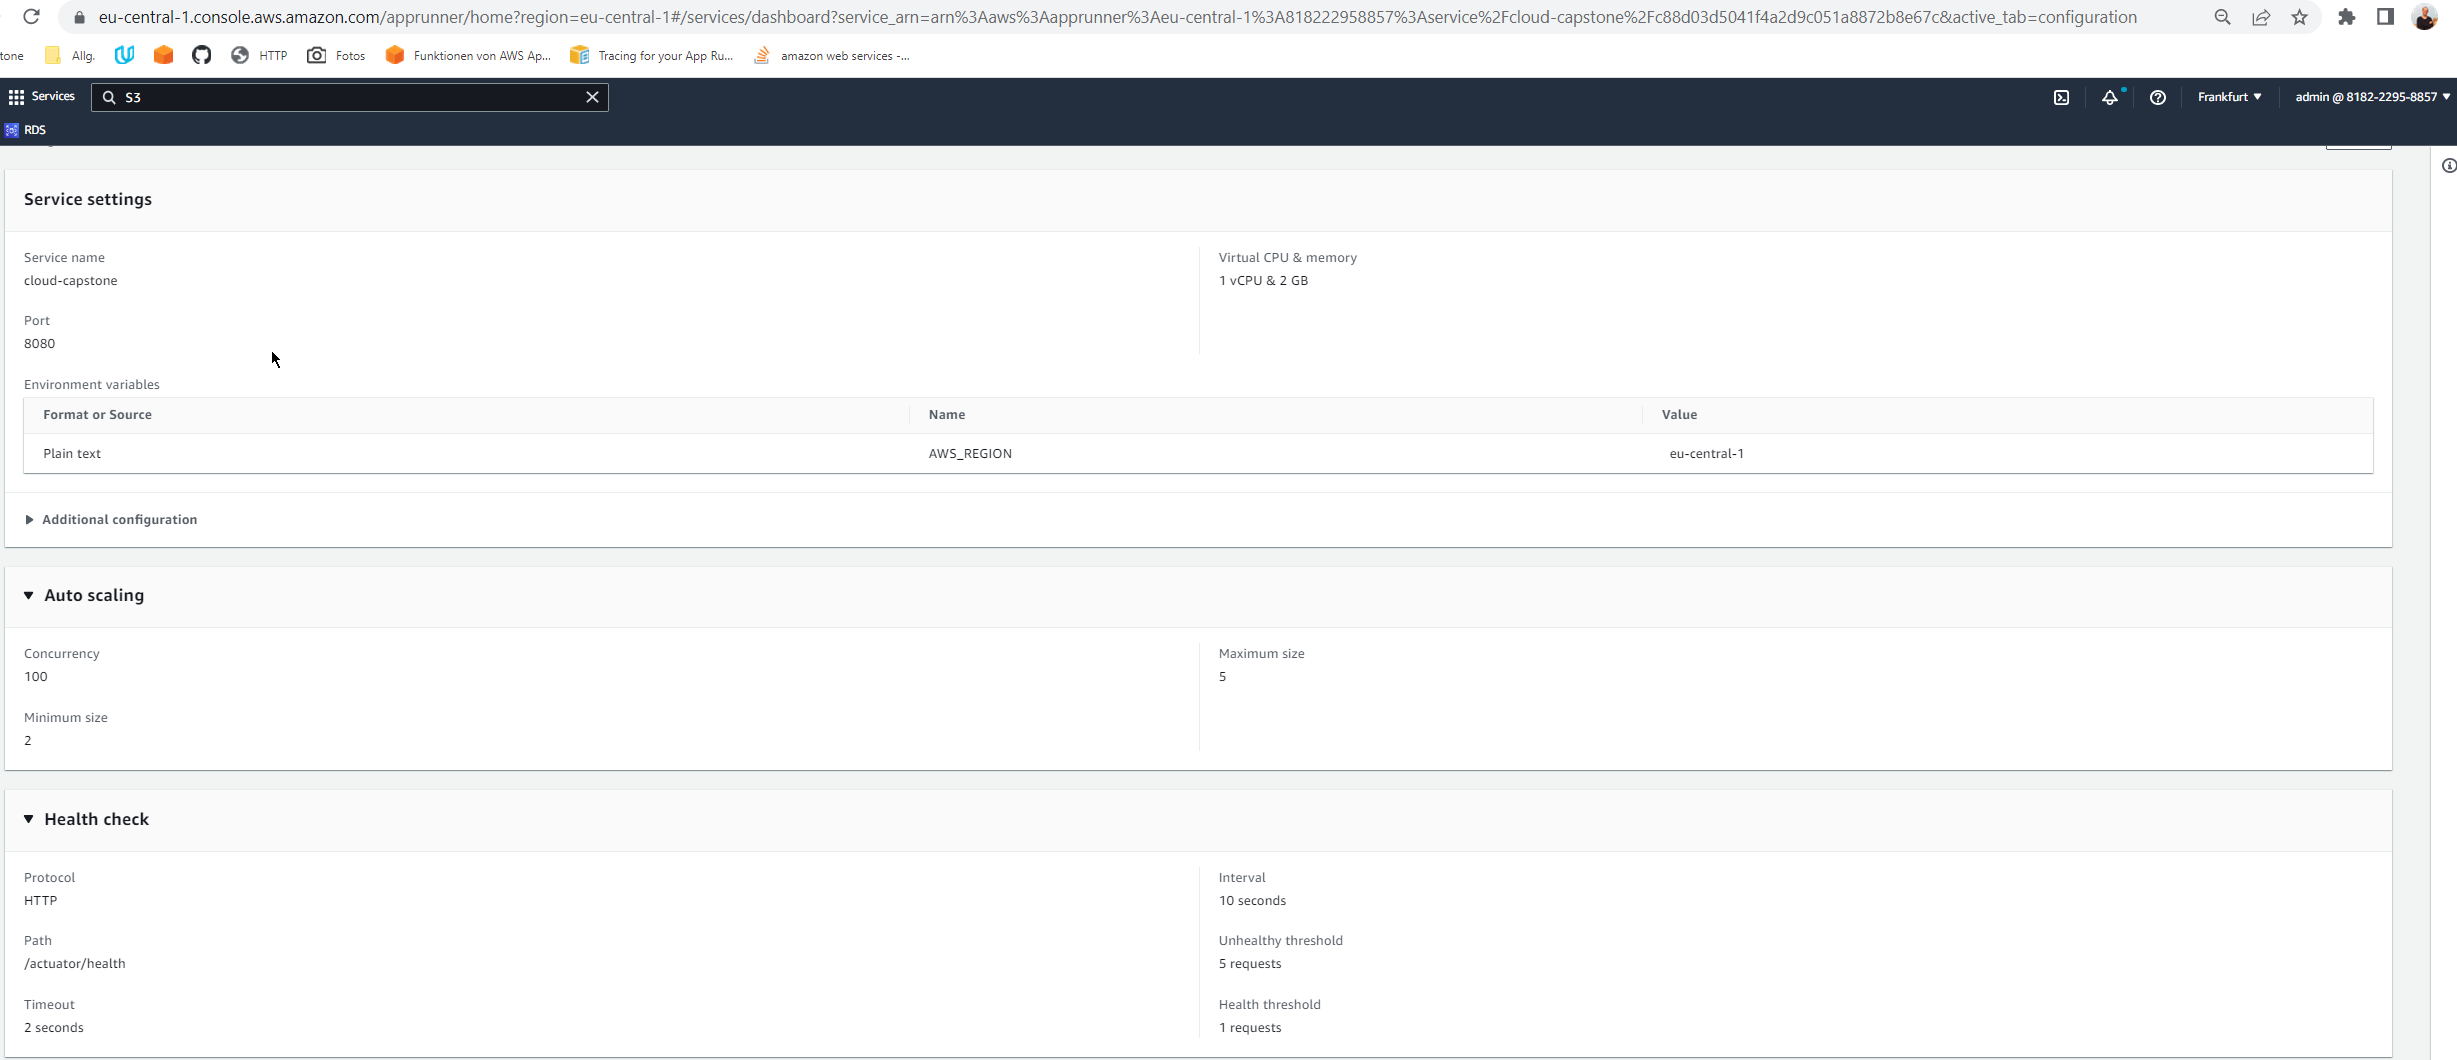 eu-central-1.console.aws.amazon.com/apprunner/home?region=eu-central-1#/services/dashboard?service_arn=arn%3Aaws%3Aapprunner%3Aeu-central-1%3A818222958857%3Aservice%2Fcloud-capstone%2Fc88d03d5041f4a2d9c051a8872b8e67c&active_tab=configuration
tone Allg. HTTP Fotos Funktionen von AWS Ap... Tracing for your App Ru... amazon web services -...
Services S3 Frankfurt admin @ 8182-2295-8857
RDS
Service settings
Service name
cloud-capstone
Virtual CPU & memory
1 vCPU & 2 GB
Port
8080
Environment variables
Format or Source Name Value
Plain text AWS_REGION eu-central-1
Additional configuration
Auto scaling
Concurrency
100
Maximum size
5
Minimum size
2
Health check
Protocol
HTTP
Interval
10 seconds
Path
/actuator/health
Unhealthy threshold
5 requests
Timeout
2 seconds
Health threshold
1 requests